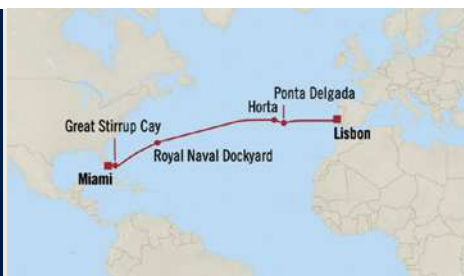 Ponta Delgada
Horta
Great Stirrup Cay
Lisbon
Royal Naval Dockyard
Miami